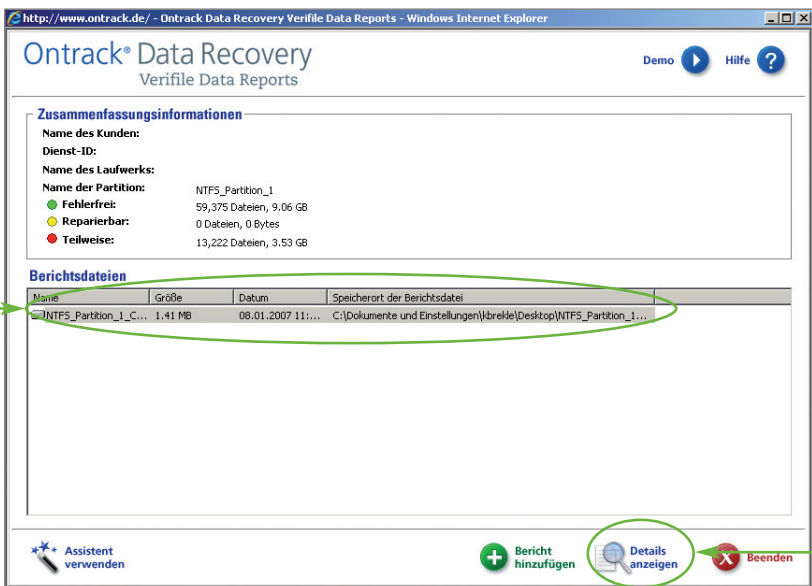 http://www.ontrack.de/ - Ontrack Data Recovery Verifile Data Reports - Windows Internet Explorer
Ontrack® Data Recovery
Verifile Data Reports
Demo
Hilfe ?
Zusammenfassungsinformationen
Name des Kunden:
Dienst-ID:
Name des Laufwerks:
Name der Partition: NTFS_Partition_1
Fehlerfrei: 59,375 Dateien, 9.06 GB
Reparierbar: 0 Dateien, 0 Bytes
Teilweise: 13,222 Dateien, 3.53 GB
Berichtsdateien
Name Größe Datum Speicherort der Berichtsdatei
NTFS_Partition_1_C... 1.41 MB 08.01.2007 11:... C:\Dokumente und Einstellungen\kbrekle\Desktop\NTFS_Partition_1...
Assistent
verwenden
Bericht
hinzufügen
Details
anzeigen
Beenden